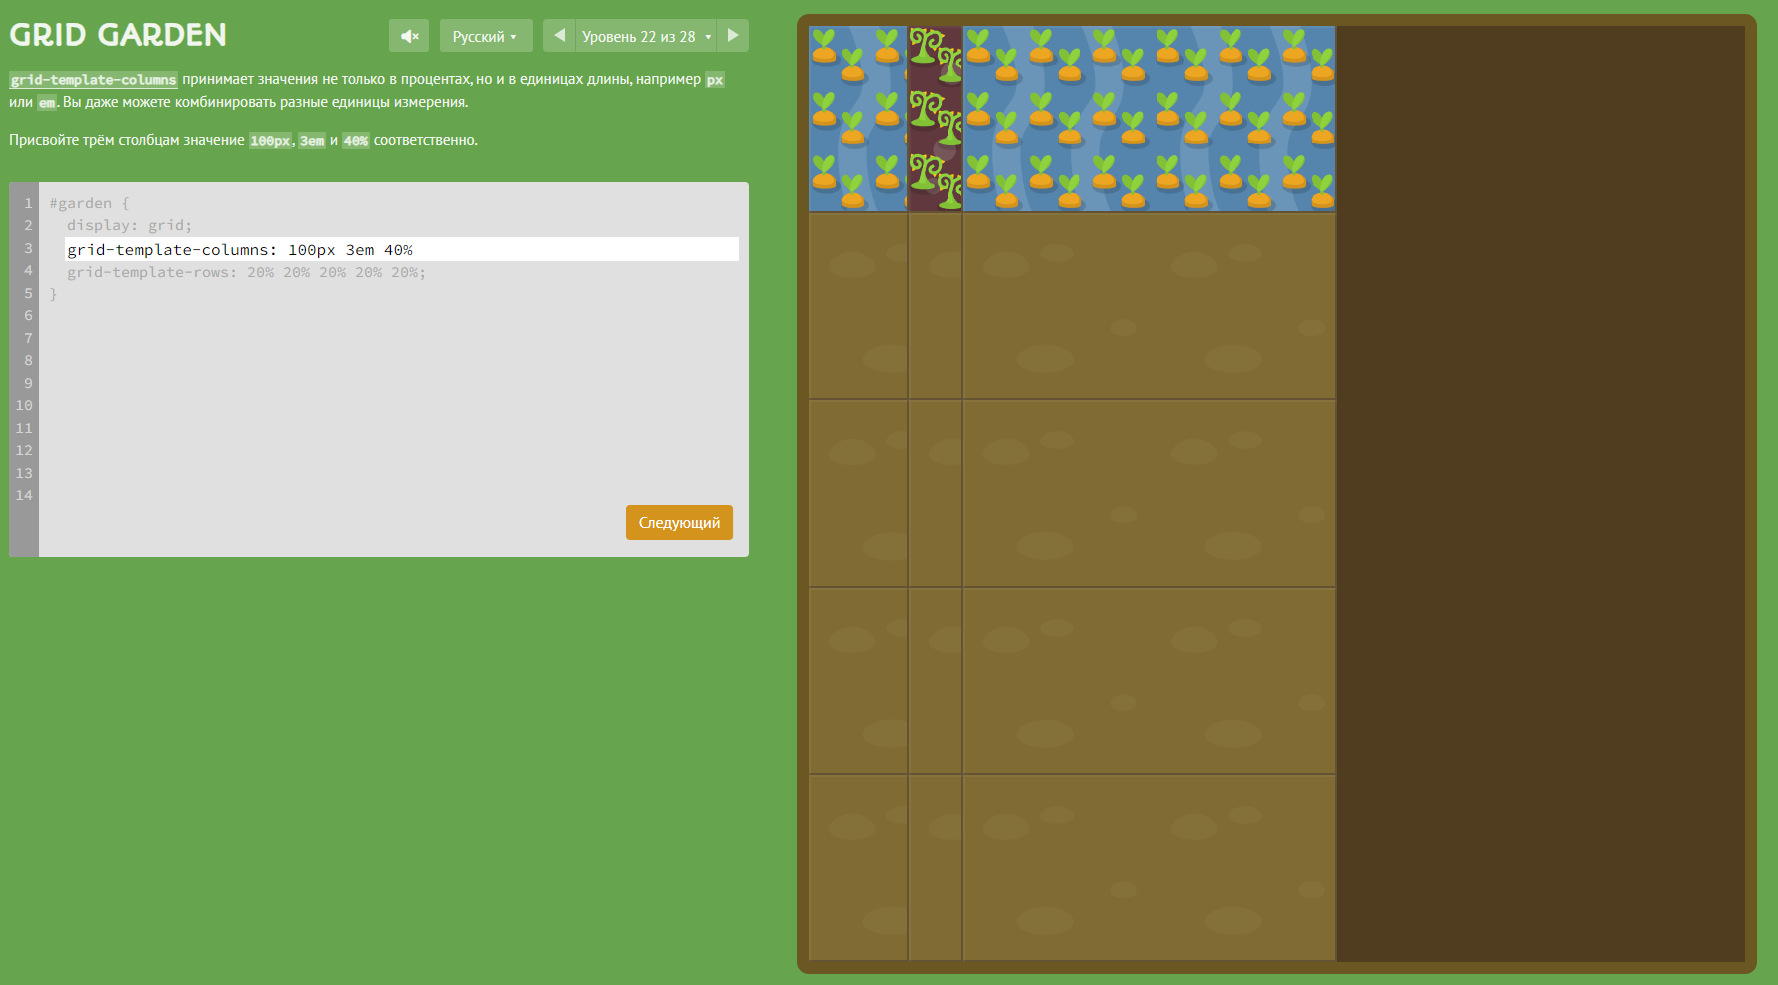 GRID GARDEN
Русский
Уровень 22 из 28
grid-template-columns принимает значения не только в процентах, но и в единицах длины, например px
или em. Вы даже можете комбинировать разные единицы измерения.
Присвойте трём столбцам значение 100px, 3em и 40% соответственно.
1 #garden {
2 display: grid;
3 grid-template-columns: 100px 3em 40%
4 grid-template-rows: 20% 20% 20% 20% 20%;
5 }
6
7
8
9
10
11
12
13
14
Следующий